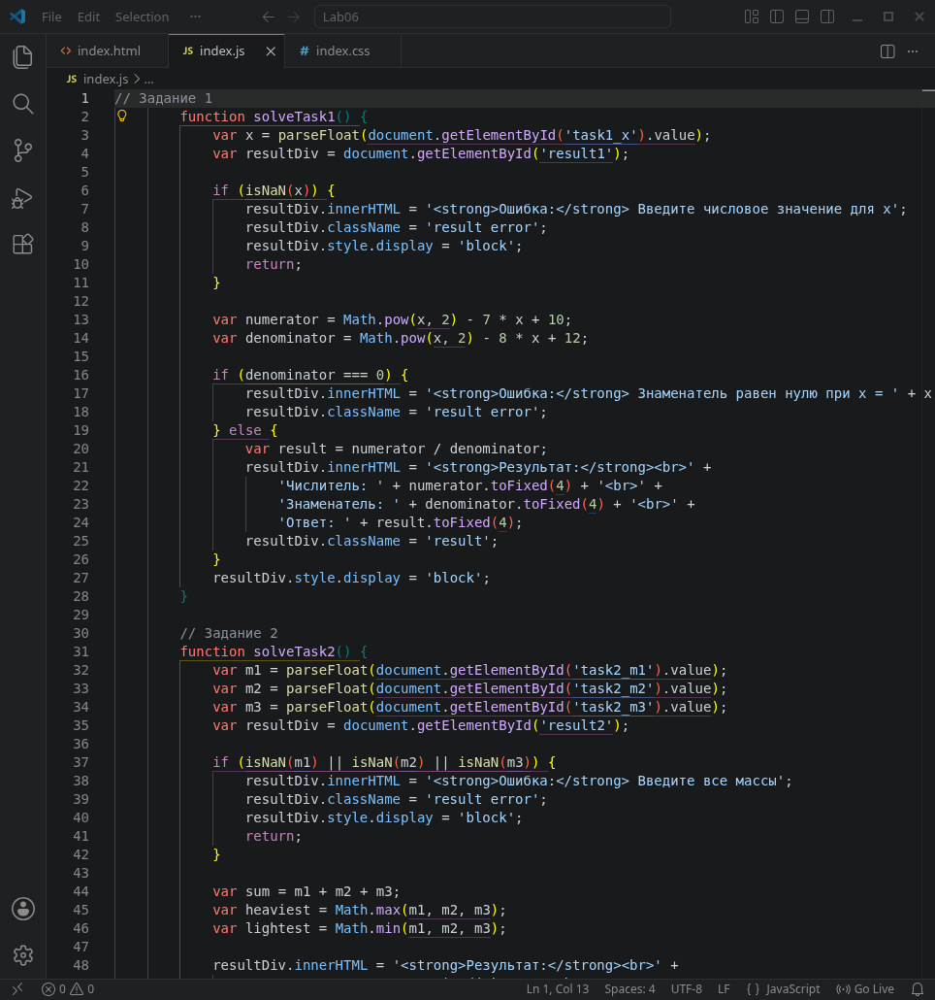 File Edit Selection ··· Lab06
index.html JS index.js # index.css
JS index.js > ...
1 // Задание 1
2 function solveTask1() {
3 var x = parseFloat(document.getElementById('task1_x').value);
4 var resultDiv = document.getElementById('result1');
5
6 if (isNaN(x)) {
7 resultDiv.innerHTML = '<strong>Ошибка:</strong> Введите числовое значение для x';
8 resultDiv.className = 'result error';
9 resultDiv.style.display = 'block';
10 return;
11 }
12
13 var numerator = Math.pow(x, 2) - 7 * x + 10;
14 var denominator = Math.pow(x, 2) - 8 * x + 12;
15
16 if (denominator === 0) {
17 resultDiv.innerHTML = '<strong>Ошибка:</strong> Знаменатель равен нулю при x = ' + x
18 resultDiv.className = 'result error';
19 } else {
20 var result = numerator / denominator;
21 resultDiv.innerHTML = '<strong>Результат:</strong><br>' +
22 'Числитель: ' + numerator.toFixed(4) + '<br>' +
23 'Знаменатель: ' + denominator.toFixed(4) + '<br>' +
24 'Ответ: ' + result.toFixed(4);
25 resultDiv.className = 'result';
26 }
27 resultDiv.style.display = 'block';
28 }
29
30 // Задание 2
31 function solveTask2() {
32 var m1 = parseFloat(document.getElementById('task2_m1').value);
33 var m2 = parseFloat(document.getElementById('task2_m2').value);
34 var m3 = parseFloat(document.getElementById('task2_m3').value);
35 var resultDiv = document.getElementById('result2');
36
37 if (isNaN(m1) || isNaN(m2) || isNaN(m3)) {
38 resultDiv.innerHTML = '<strong>Ошибка:</strong> Введите все массы';
39 resultDiv.className = 'result error';
40 resultDiv.style.display = 'block';
41 return;
42 }
43
44 var sum = m1 + m2 + m3;
45 var heaviest = Math.max(m1, m2, m3);
46 var lightest = Math.min(m1, m2, m3);
47
48 resultDiv.innerHTML = '<strong>Результат:</strong><br>' +
0 0 Ln 1, Col 13 Spaces: 4 UTF-8 LF { } JavaScript Go Live